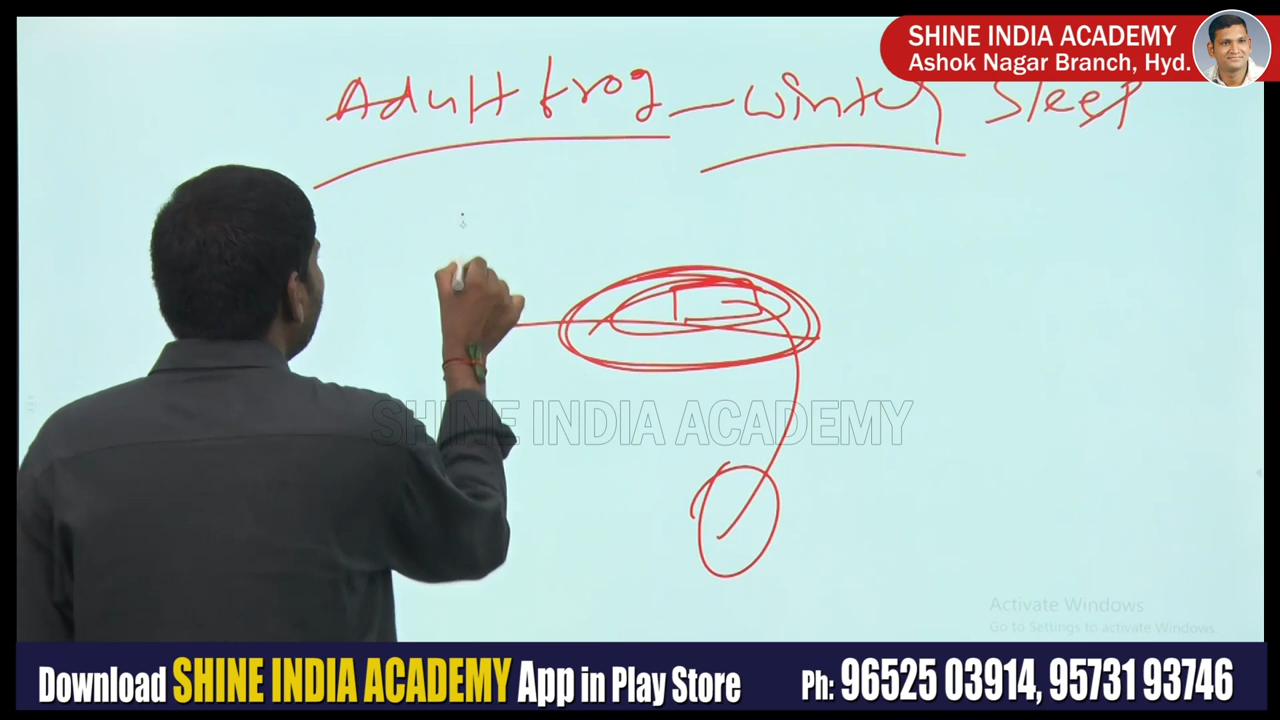 SHINE INDIA ACADEMY
Ashok Nagar Branch, Hyd.
Adult frog - winter sleep
SHINE INDIA ACADEMY
Activate Windows
Go to Settings to activate Windows.
Download SHINE INDIA ACADEMY App in Play Store Ph: 96525 03914, 95731 93746